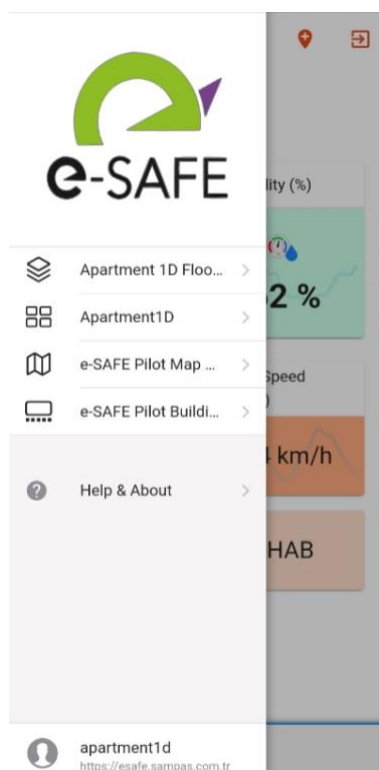 e-SAFE
lity (%)
2 %
Apartment 1D Floo...
Apartment1D
e-SAFE Pilot Map ...
Speed
)
e-SAFE Pilot Buildi...
km/h
Help & About
HAB
apartment1d
https://esafe.sampas.com.tr